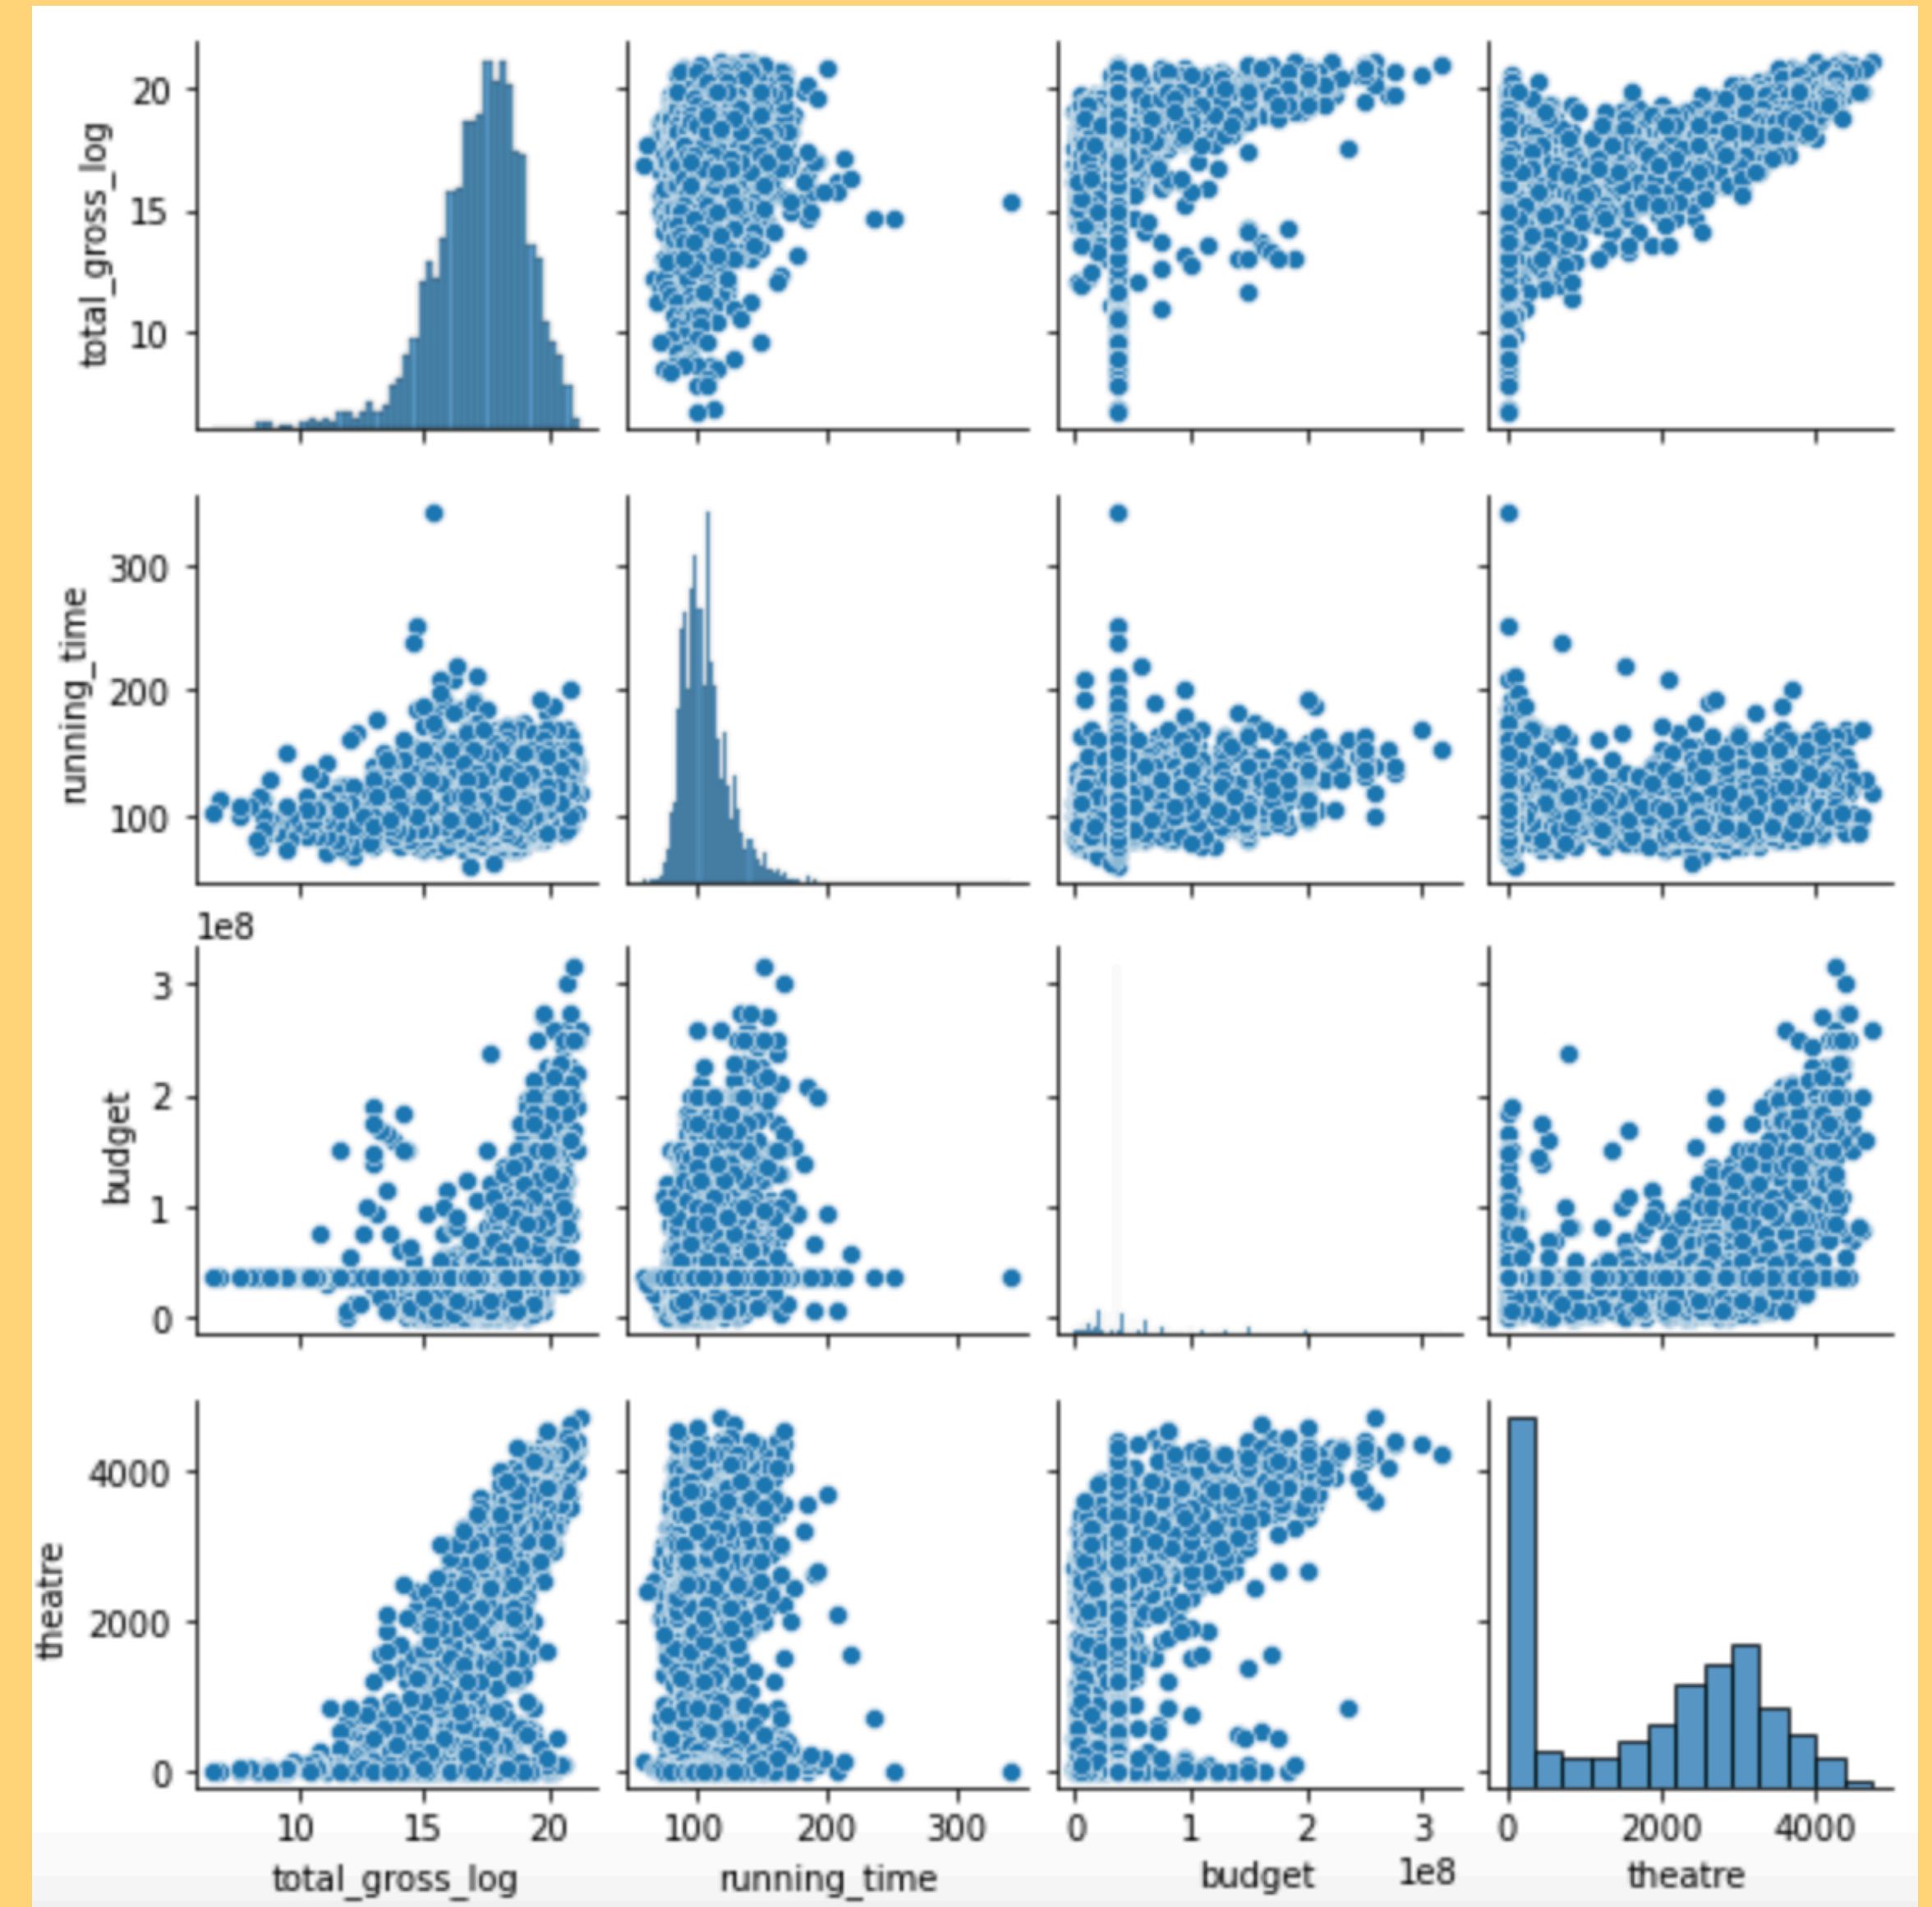 20
15
10
total_gross_log
300
200
100
running_time
1e8
3
2
1
0
budget
4000
2000
0
theatre
10 15 20 100 200 300 0 1 2 3 0 2000 4000
total_gross_log running_time budget 1e8 theatre